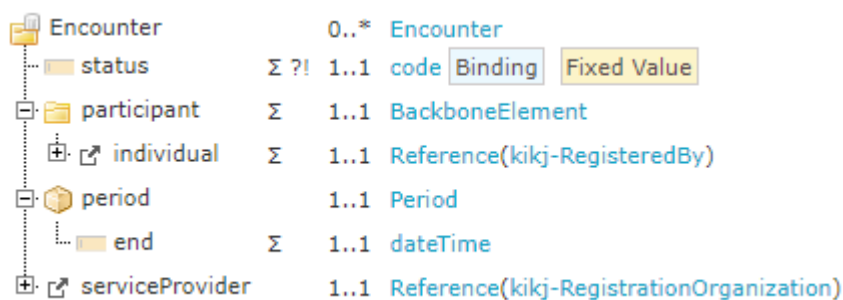 Encounter 0..* Encounter
status Σ ?! 1..1 code Binding Fixed Value
participant Σ 1..1 BackboneElement
individual Σ 1..1 Reference(kikj-RegisteredBy)
period 1..1 Period
end Σ 1..1 dateTime
serviceProvider 1..1 Reference(kikj-RegistrationOrganization)